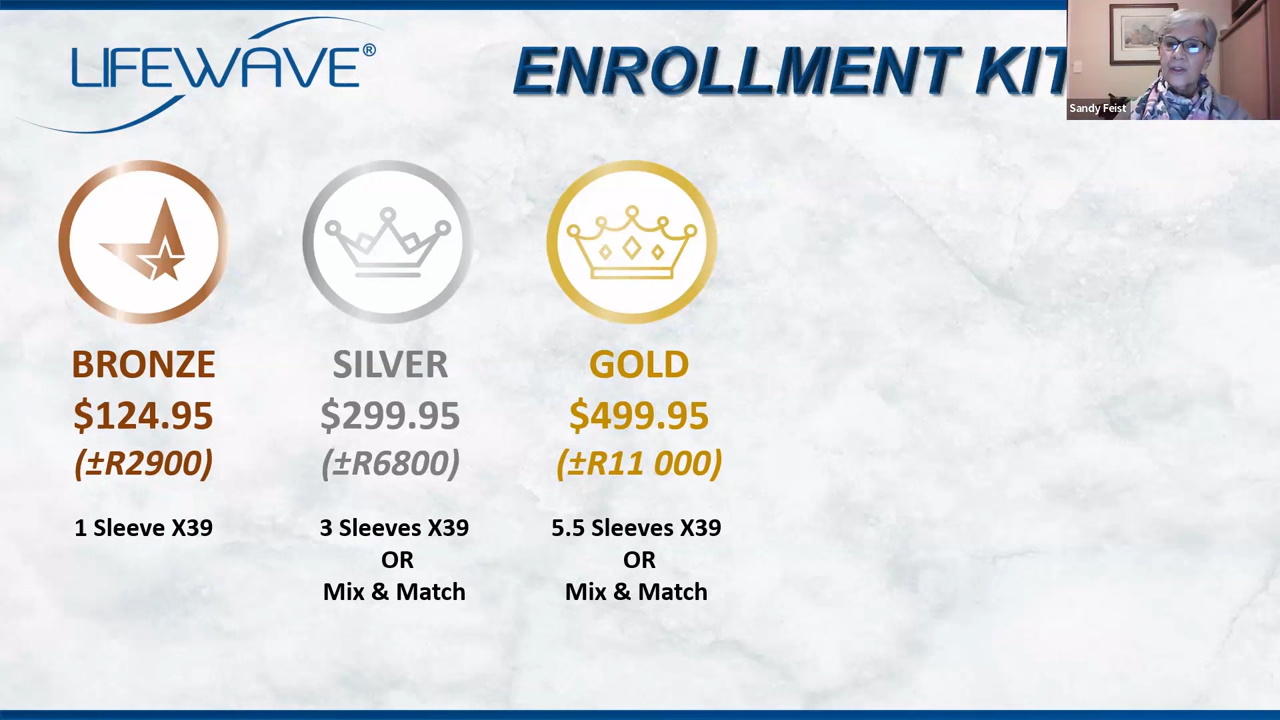 LIFEWAVE®
ENROLLMENT KIT
Sandy Feist
BRONZE
$124.95
(±R2900)
1 Sleeve X39
SILVER
$299.95
(±R6800)
3 Sleeves X39
OR
Mix & Match
GOLD
$499.95
(±R11 000)
5.5 Sleeves X39
OR
Mix & Match